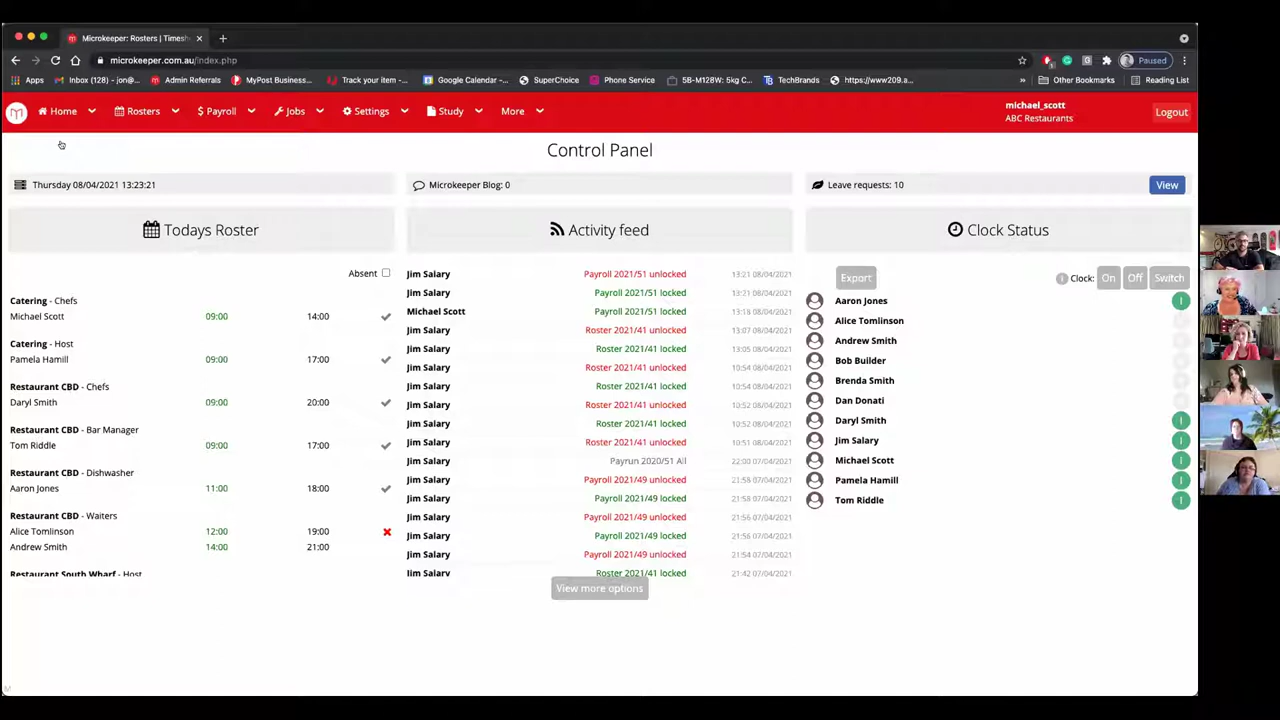 Microkeeper: Rosters | Timesh
microkeeper.com.au/index.php
Paused
Apps
Inbox (128) - jon@...
Admin Referrals
MyPost Business...
Track your item -...
Google Calendar -...
SuperChoice
Phone Service
5B-M128W: 5kg C...
TechBrands
https://www209.a...
»
Other Bookmarks
Reading List
Home
Rosters
$ Payroll
Jobs
Settings
Study
More
michael_scott
ABC Restaurants
Logout
Control Panel
Thursday 08/04/2021 13:23:21
Microkeeper Blog: 0
Leave requests: 10
View
Todays Roster
Activity feed
Clock Status
Absent
Catering - Chefs
Michael Scott 09:00 14:00
Catering - Host
Pamela Hamill 09:00 17:00
Restaurant CBD - Chefs
Daryl Smith 09:00 20:00
Restaurant CBD - Bar Manager
Tom Riddle 09:00 17:00
Restaurant CBD - Dishwasher
Aaron Jones 11:00 18:00
Restaurant CBD - Waiters
Alice Tomlinson 12:00 19:00
Andrew Smith 14:00 21:00
Restaurant South Wharf - Host
Jim Salary Payroll 2021/51 unlocked 13:21 08/04/2021
Jim Salary Payroll 2021/51 locked 13:21 08/04/2021
Michael Scott Payroll 2021/51 locked 13:18 08/04/2021
Jim Salary Roster 2021/41 unlocked 13:07 08/04/2021
Jim Salary Roster 2021/41 locked 13:05 08/04/2021
Jim Salary Roster 2021/41 unlocked 10:54 08/04/2021
Jim Salary Roster 2021/41 locked 10:54 08/04/2021
Jim Salary Roster 2021/41 unlocked 10:52 08/04/2021
Jim Salary Roster 2021/41 locked 10:52 08/04/2021
Jim Salary Roster 2021/41 unlocked 10:51 08/04/2021
Jim Salary Payrun 2020/51 All 22:00 07/04/2021
Jim Salary Payroll 2021/49 unlocked 21:58 07/04/2021
Jim Salary Payroll 2021/49 locked 21:58 07/04/2021
Jim Salary Payroll 2021/49 unlocked 21:56 07/04/2021
Jim Salary Payroll 2021/49 locked 21:56 07/04/2021
Jim Salary Payroll 2021/49 unlocked 21:54 07/04/2021
Jim Salary Roster 2021/41 locked 21:42 07/04/2021
View more options
Export
Clock: On Off Switch
Aaron Jones I
Alice Tomlinson
Andrew Smith
Bob Builder
Brenda Smith
Dan Donati
Daryl Smith I
Jim Salary I
Michael Scott I
Pamela Hamill I
Tom Riddle I